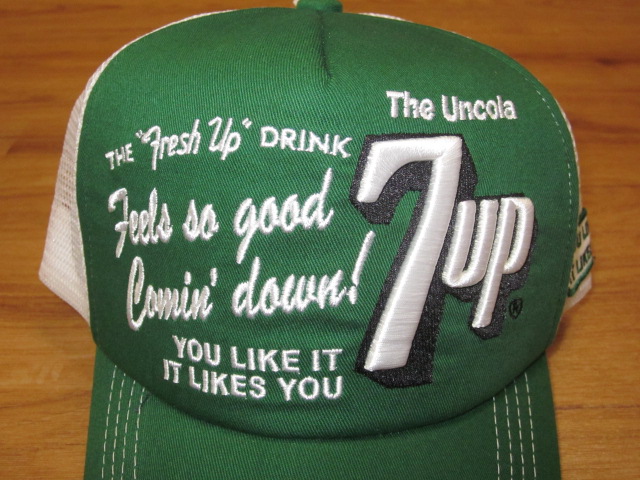 The Uncola
THE "Fresh Up" DRINK
Feels so good
Comin' down!
7up®
YOU LIKE IT
IT LIKES YOU